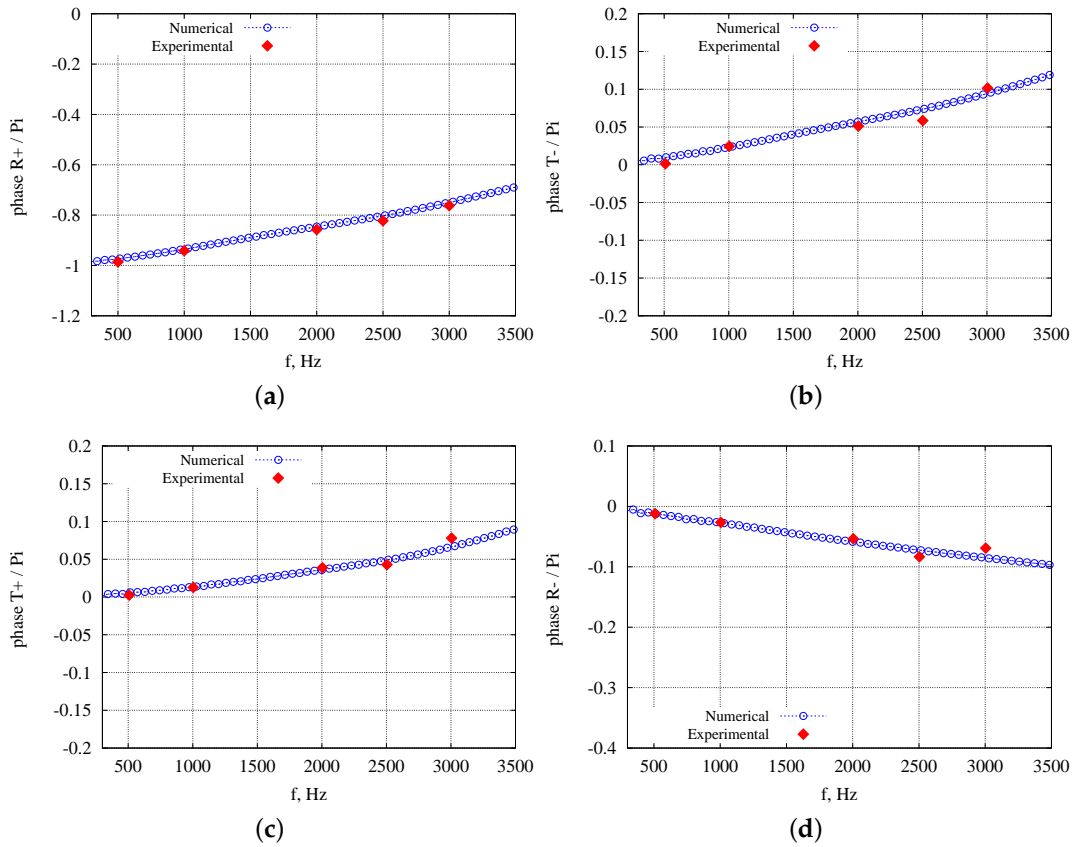 0
-0.2
-0.4
-0.6
-0.8
-1
-1.2
phase R+ / Pi
Numerical
Experimental
500 1000 1500 2000 2500 3000 3500
f, Hz
(a)
0.2
0.15
0.1
0.05
0
-0.05
-0.1
-0.15
-0.2
phase T- / Pi
Numerical
Experimental
500 1000 1500 2000 2500 3000 3500
f, Hz
(b)
0.2
0.15
0.1
0.05
0
-0.05
-0.1
-0.15
-0.2
phase T+ / Pi
Numerical
Experimental
500 1000 1500 2000 2500 3000 3500
f, Hz
(c)
0.1
0
-0.1
-0.2
-0.3
-0.4
phase R- / Pi
Numerical
Experimental
500 1000 1500 2000 2500 3000 3500
f, Hz
(d)